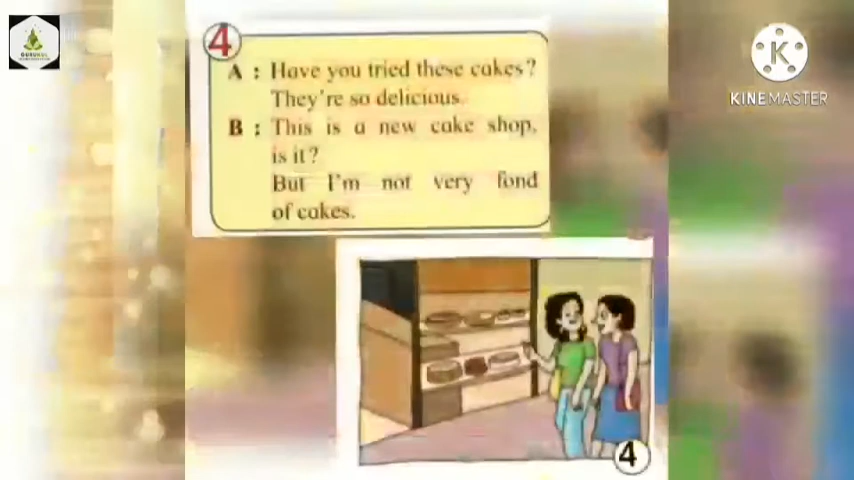 GURUKUL
4
A : Have you tried these cakes?
They're so delicious.
B : This is a new cake shop,
is it?
But I'm not very fond
of cakes.
K
KINEMASTER
4